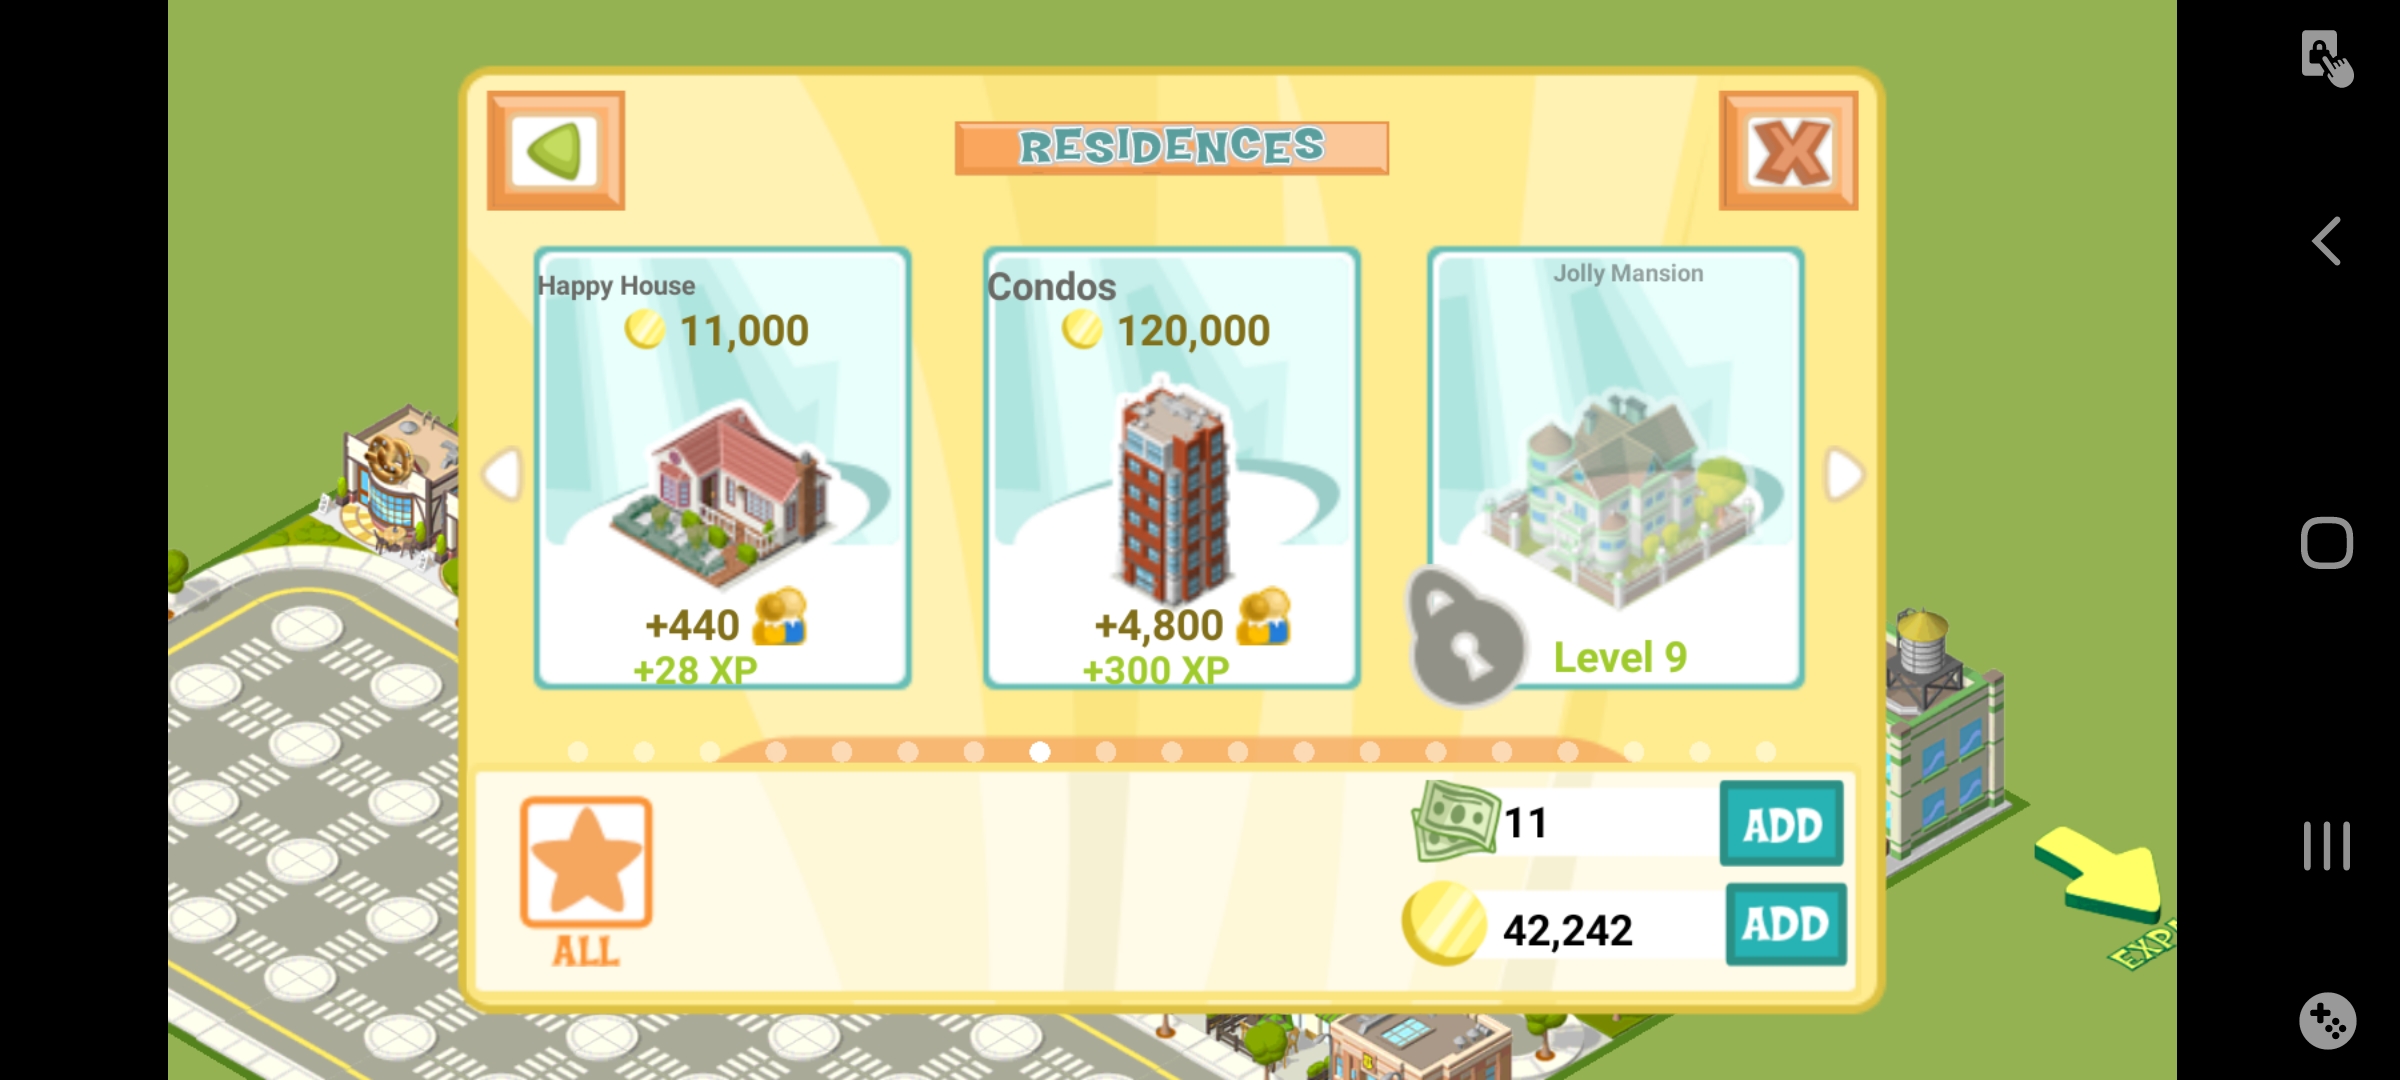 RESIDENCES
Happy House
11,000
+440
+28 XP
Condos
120,000
+4,800
+300 XP
Jolly Mansion
Level 9
ALL
11
ADD
42,242
ADD